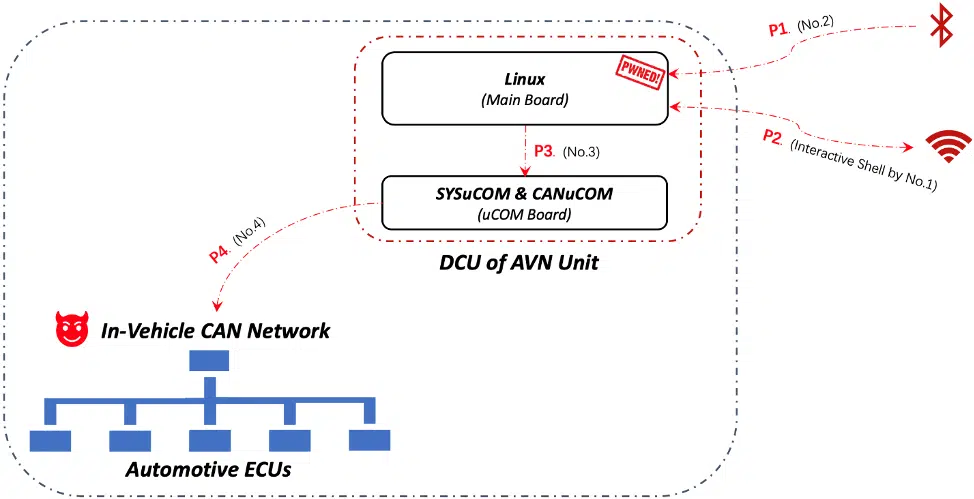 P1. (No.2)
Linux
(Main Board)
PWNED!
P2. (Interactive Shell by No.1)
P3. (No.3)
SYSuCOM & CANuCOM
(uCOM Board)
P4. (No.4)
DCU of AVN Unit
In-Vehicle CAN Network
Automotive ECUs